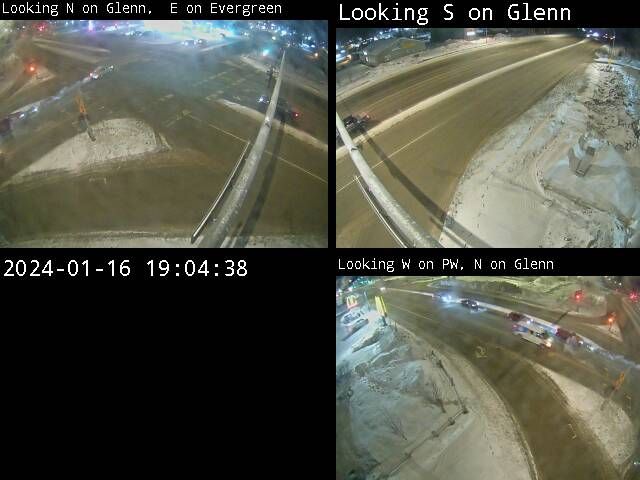 Looking N on Glenn,  E on Evergreen
Looking S on Glenn
2024-01-16 19:04:38
Looking W on PW, N on Glenn